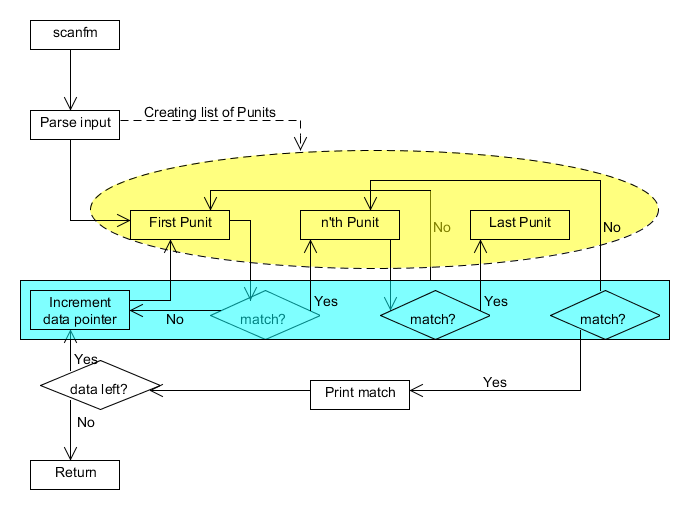 scanfm
Parse input
Creating list of Punits
First Punit
n'th Punit
No
Last Punit
No
Increment
data pointer
No
match?
Yes
match?
Yes
match?
Yes
data left?
Print match
Yes
No
Return